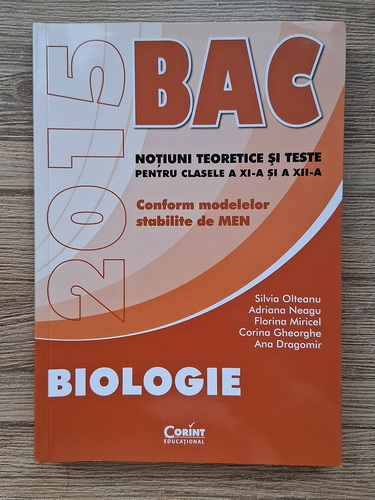 2015
BAC
NOȚIUNI TEORETICE ȘI TESTE
PENTRU CLASELE A XI-A ȘI A XII-A
Conform modelelor
stabilite de MEN
Silvia Olteanu
Adriana Neagu
Florina Miricel
Corina Gheorghe
Ana Dragomir
BIOLOGIE
CORINT
EDUCAȚIONAL